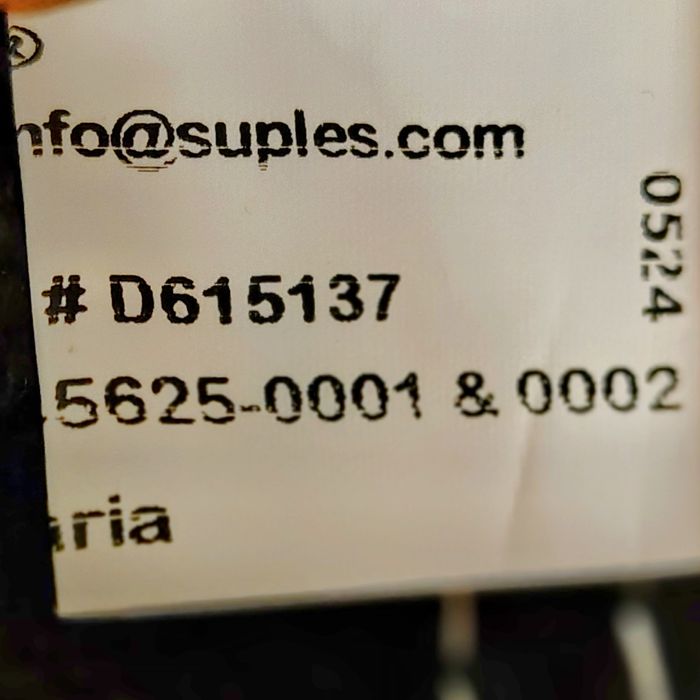 ®
nfo@suples.com
# D615137
5625-0001 & 0002
aria
0524